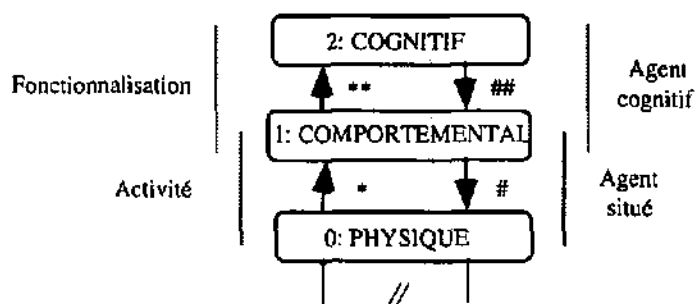 2: COGNITIF
Fonctionnalisation
**
##
Agent
cognitif
1: COMPORTEMENTAL
Activité
*
#
Agent
situé
0: PHYSIQUE
//